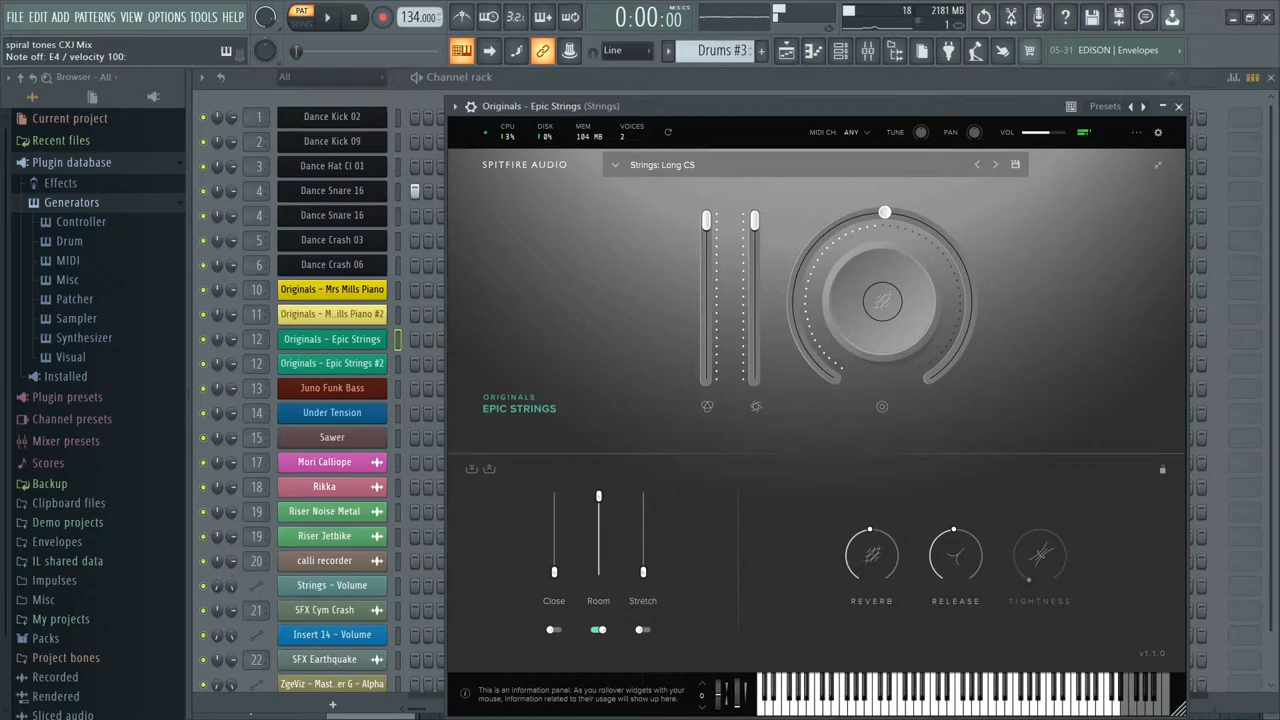 FILE EDIT ADD PATTERNS VIEW OPTIONS TOOLS HELP
PAT
SONG
134.000
3.2.
0:00:00
M:S:CS
18
2181 MB
1
spiral tones CXJ Mix
Note off: E4 / velocity 100:
Line
Drums #3
05-31 EDISON | Envelopes
Browser - All
All
Channel rack
Current project
Recent files
Plugin database
Effects
Generators
Controller
Drum
MIDI
Misc
Patcher
Sampler
Synthesizer
Visual
Installed
Plugin presets
Channel presets
Mixer presets
Scores
Backup
Clipboard files
Demo projects
Envelopes
IL shared data
Impulses
Misc
My projects
Packs
Project bones
Recorded
Rendered
Sliced audio
1 Dance Kick 02
2 Dance Kick 09
3 Dance Hat Cl 01
4 Dance Snare 16
4 Dance Snare 16
5 Dance Crash 03
6 Dance Crash 06
10 Originals - Mrs Mills Piano
11 Originals - M...ills Piano #2
12 Originals - Epic Strings
12 Originals - Epic Strings #2
13 Juno Funk Bass
14 Under Tension
15 Sawer
17 Mori Calliope
18 Rikka
19 Riser Noise Metal
19 Riser Jetbike
20 calli recorder
Strings - Volume
21 SFX Cym Crash
Insert 14 - Volume
22 SFX Earthquake
ZgeViz - Mast...er G - Alpha
Originals - Epic Strings (Strings)
Presets
CPU
3%
DISK
0%
MEM
104 MB
VOICES
2
MIDI CH: ANY
TUNE
PAN
VOL
SPITFIRE AUDIO
Strings: Long CS
ORIGINALS
EPIC STRINGS
Close
Room
Stretch
REVERB
RELEASE
TIGHTNESS
v1.1.0
This is an information panel. As you rollover widgets with your
mouse, information related to their usage will show up here.
0